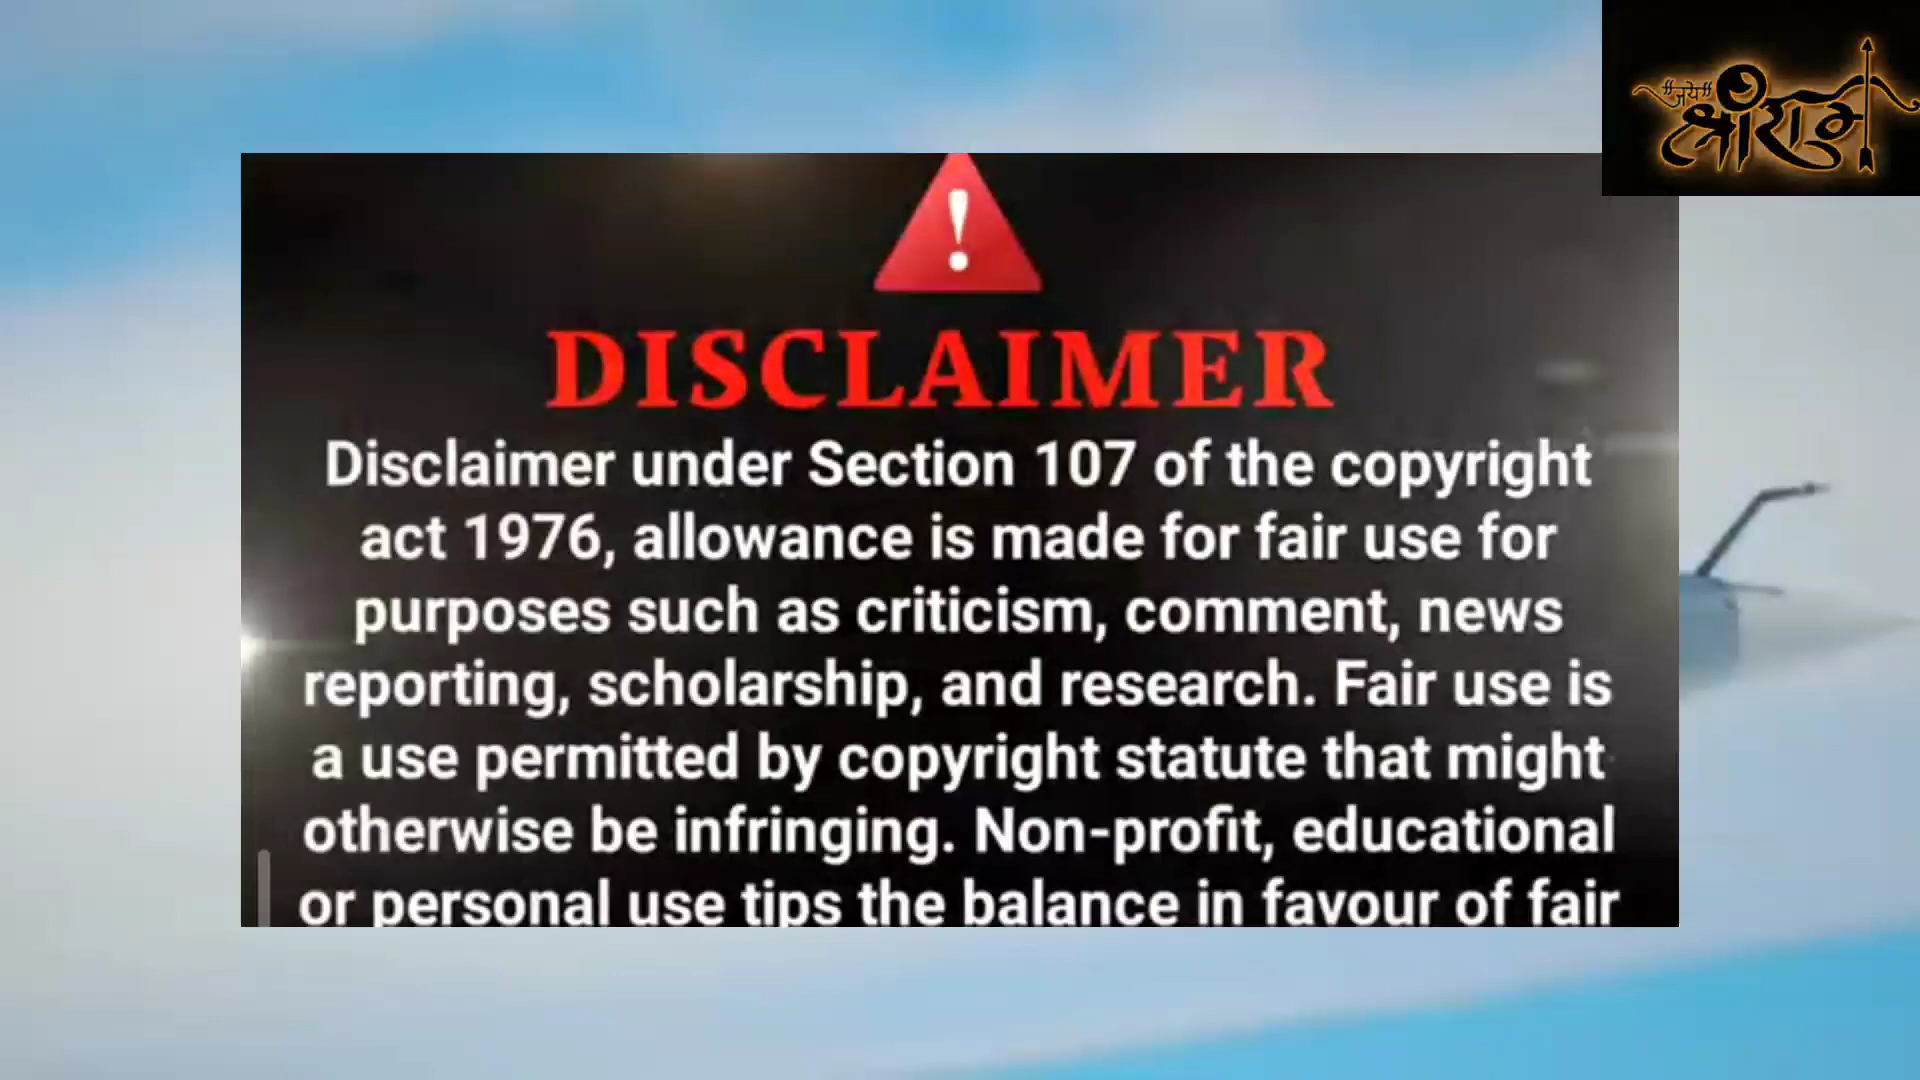 "जय"
श्रीराम
DISCLAIMER
Disclaimer under Section 107 of the copyright
act 1976, allowance is made for fair use for
purposes such as criticism, comment, news
reporting, scholarship, and research. Fair use is
a use permitted by copyright statute that might
otherwise be infringing. Non-profit, educational
or personal use tips the balance in favour of fair